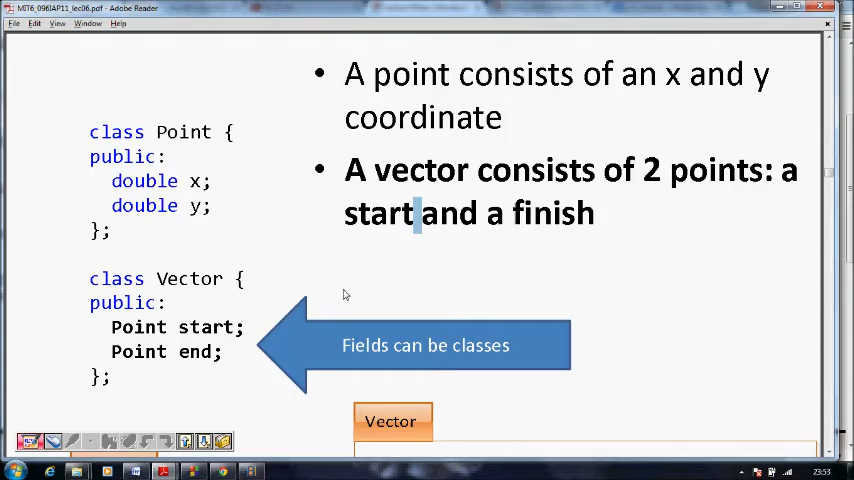 MIT6_096IAP11_lec06.pdf - Adobe Reader
File Edit View Window Help
• A point consists of an x and y
coordinate
• A vector consists of 2 points: a
start and a finish
class Point {
public:
double x;
double y;
};
class Vector {
public:
Point start;
Point end;
};
Fields can be classes
Vector
23:53